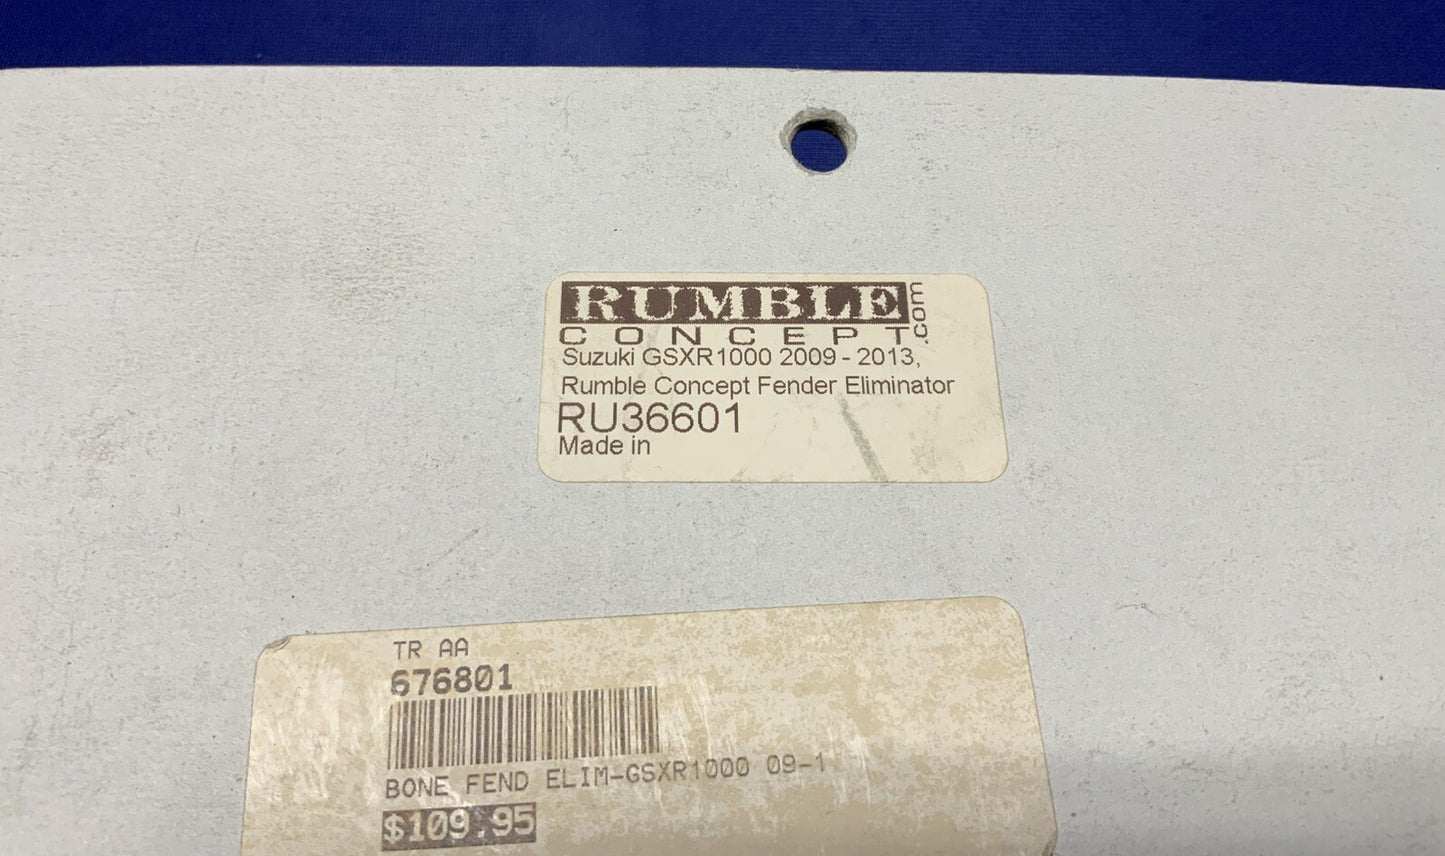 RUMBLE
CONCEPT.com
Suzuki GSXR1000 2009 - 2013,
Rumble Concept Fender Eliminator
RU36601
Made in
TR AA
676801
BONE FEND ELIM-GSXR1000 09-1
$109.95